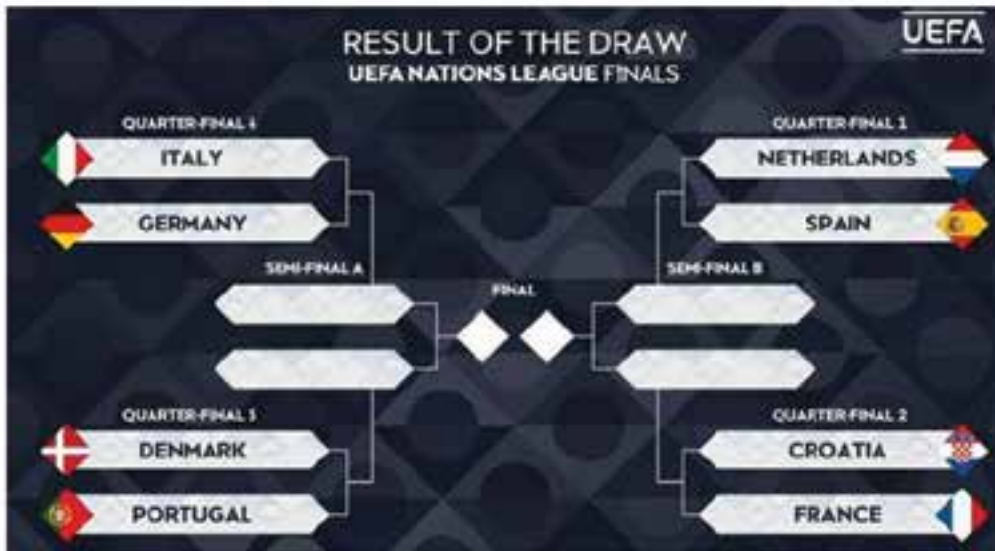 RESULT OF THE DRAW
UEFA
UEFA NATIONS LEAGUE FINALS
QUARTER-FINAL 4
ITALY
GERMANY
QUARTER-FINAL 1
NETHERLANDS
SPAIN
SEMI-FINAL A
FINAL
SEMI-FINAL B
QUARTER-FINAL 3
DENMARK
PORTUGAL
QUARTER-FINAL 2
CROATIA
FRANCE